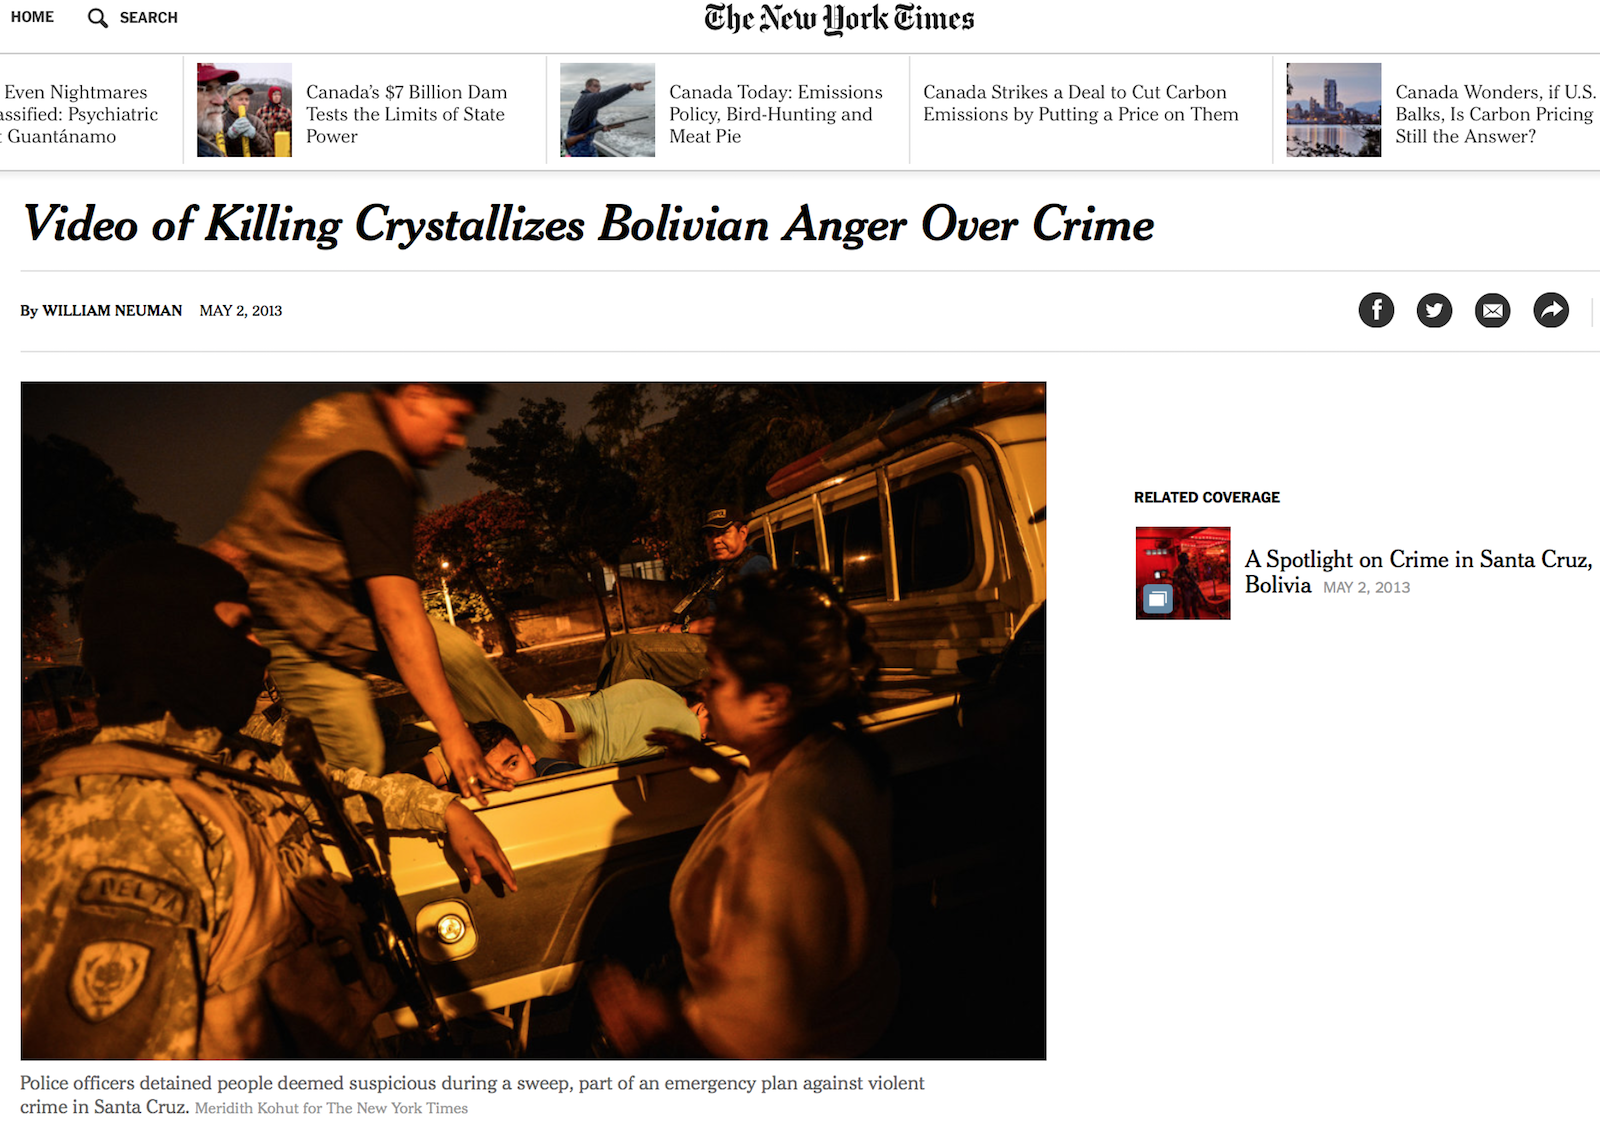 HOME
SEARCH
The New York Times
Even Nightmares
assified: Psychiatric
t Guantánamo
Canada's $7 Billion Dam
Tests the Limits of State
Power
Canada Today: Emissions
Policy, Bird-Hunting and
Meat Pie
Canada Strikes a Deal to Cut Carbon
Emissions by Putting a Price on Them
Canada Wonders, if U.S.
Balks, Is Carbon Pricing
Still the Answer?
Video of Killing Crystallizes Bolivian Anger Over Crime
By WILLIAM NEUMAN MAY 2, 2013
RELATED COVERAGE
A Spotlight on Crime in Santa Cruz,
Bolivia MAY 2, 2013
DELTA
Police officers detained people deemed suspicious during a sweep, part of an emergency plan against violent
crime in Santa Cruz. Meridith Kohut for The New York Times